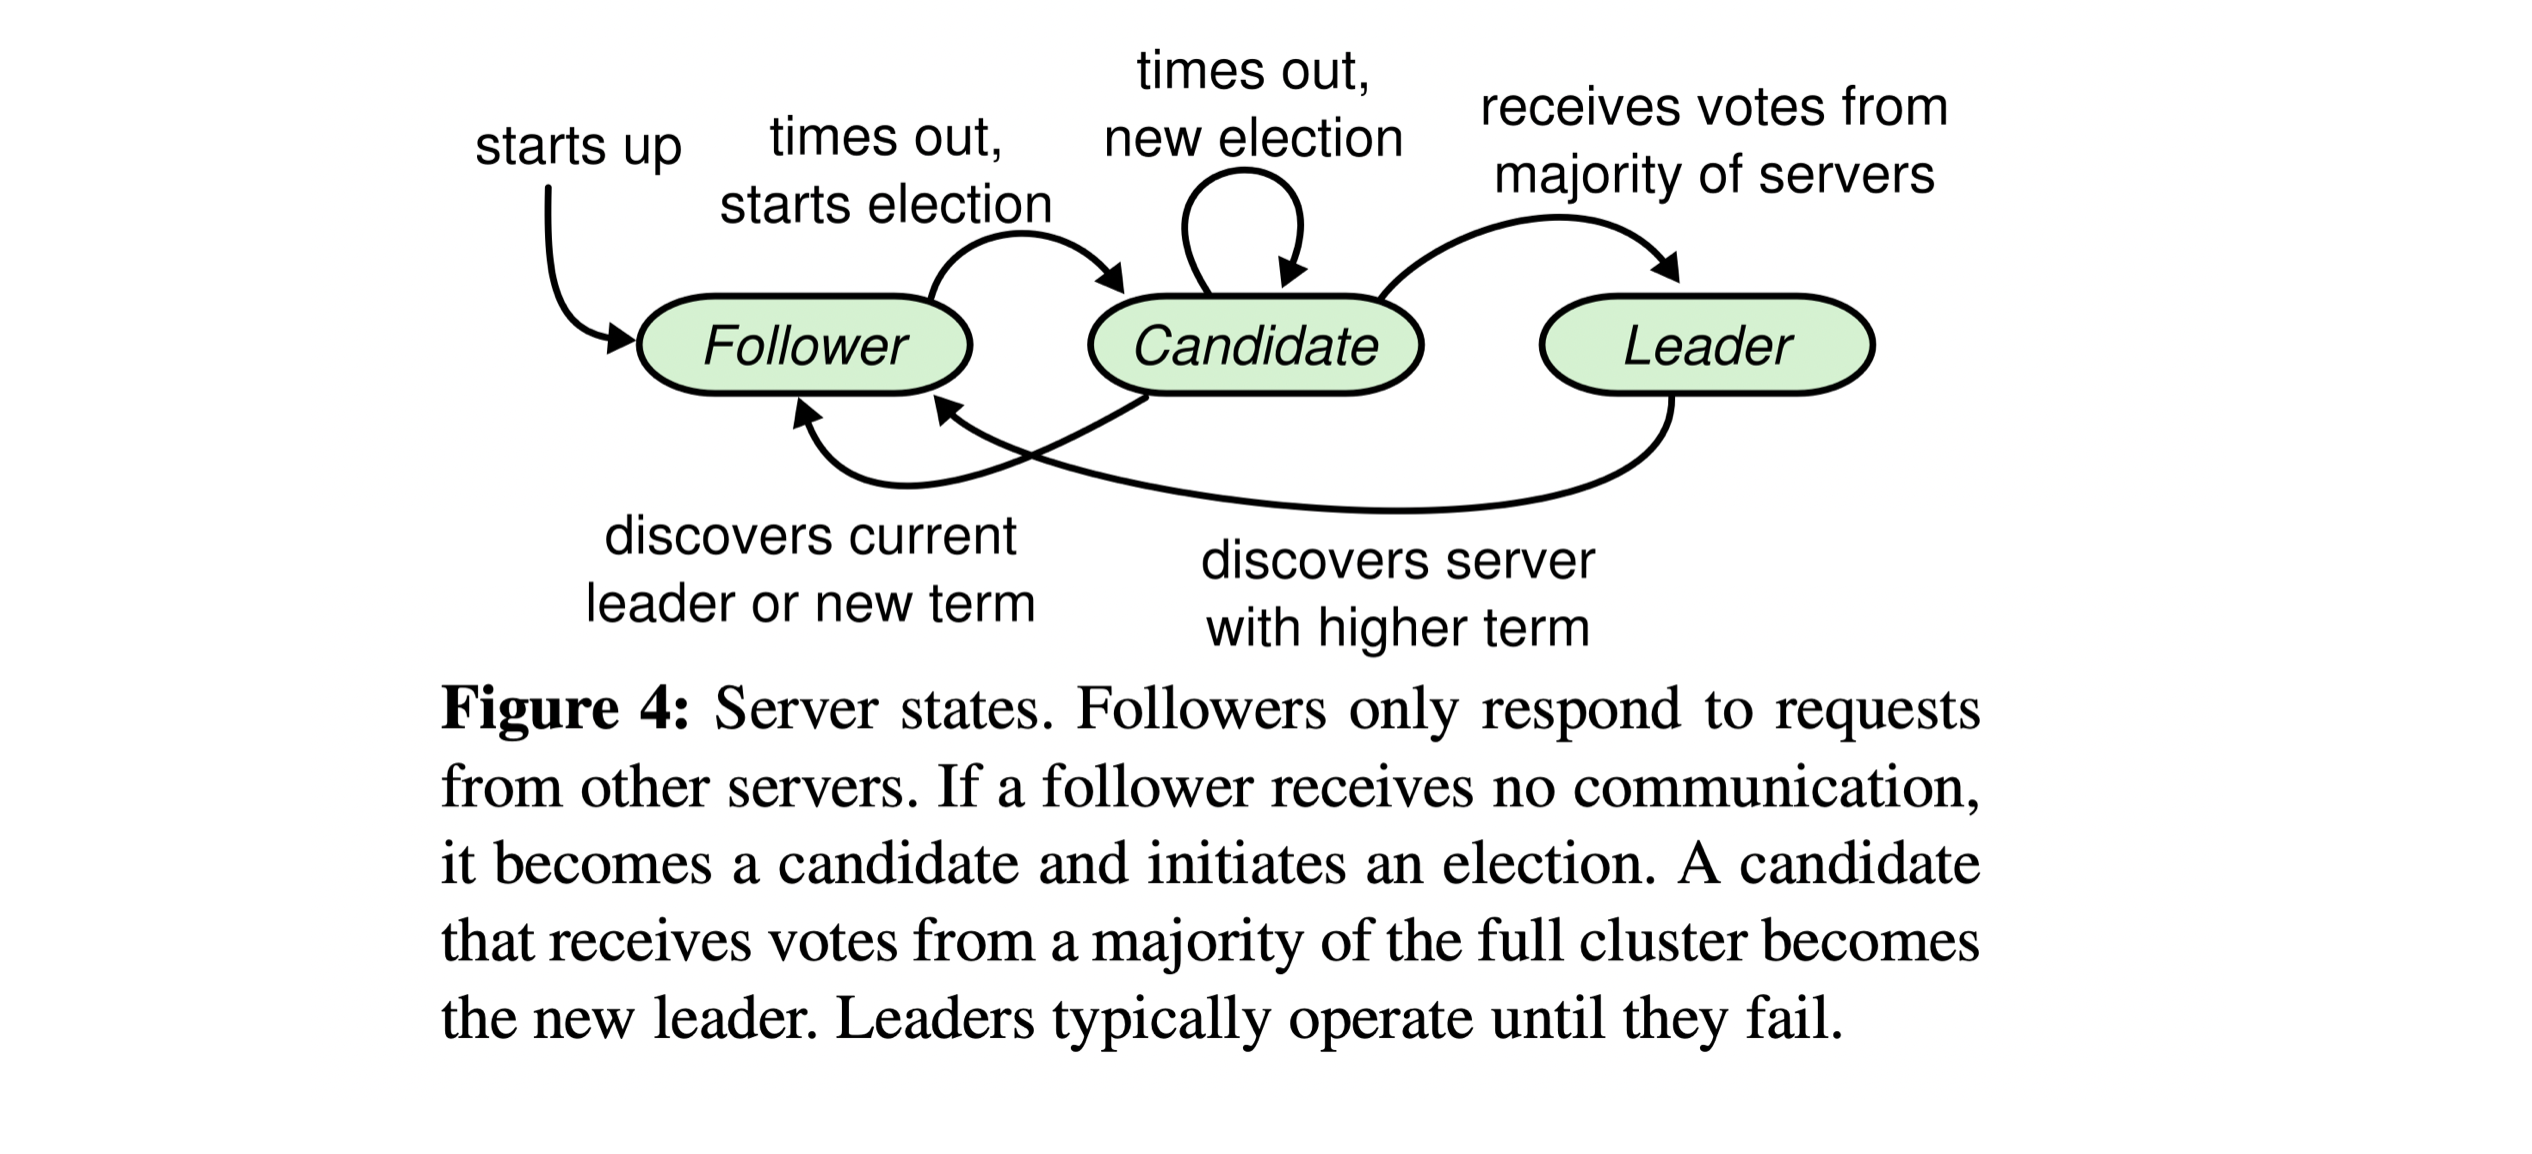 starts up
times out,
starts election
times out,
new election
receives votes from
majority of servers
Follower
Candidate
Leader
discovers current
leader or new term
discovers server
with higher term
Figure 4: Server states. Followers only respond to requests
from other servers. If a follower receives no communication,
it becomes a candidate and initiates an election. A candidate
that receives votes from a majority of the full cluster becomes
the new leader. Leaders typically operate until they fail.